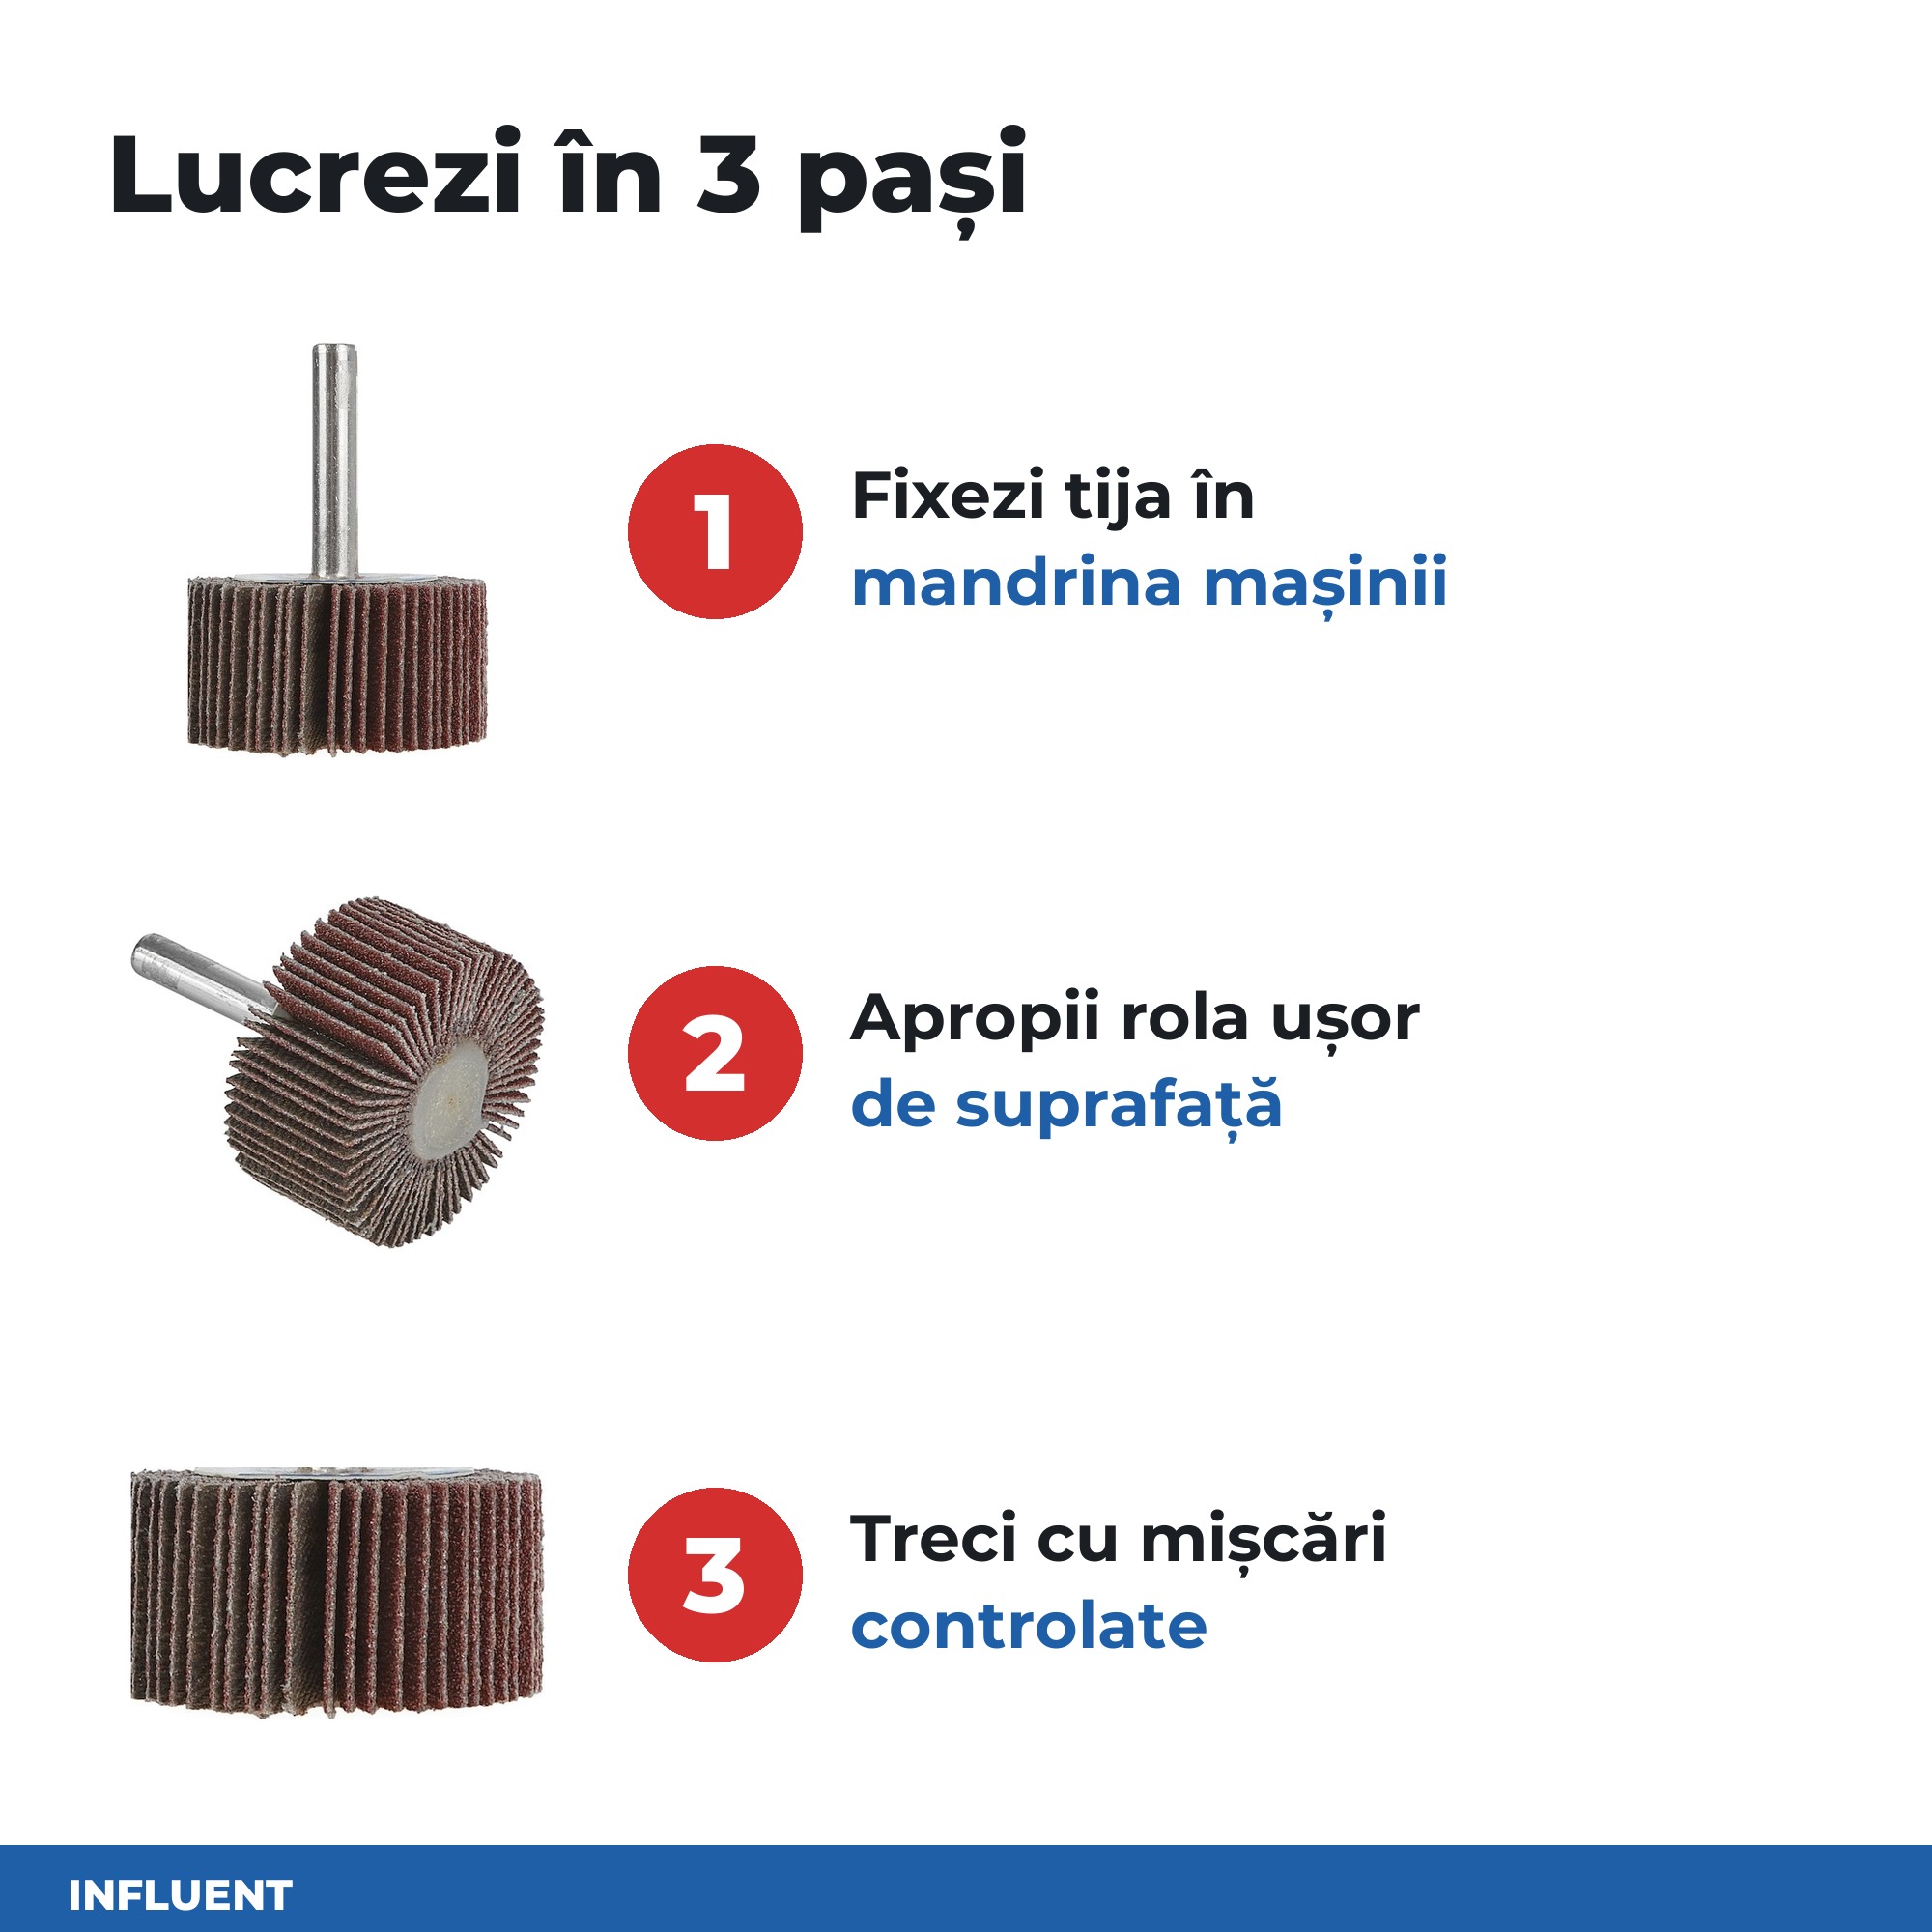 Lucrezi în 3 pași
1
Fixezi tija în
mandrina mașinii
2
Apropii rola ușor
de suprafață
3
Treci cu mișcări
controlate
INFLUENT